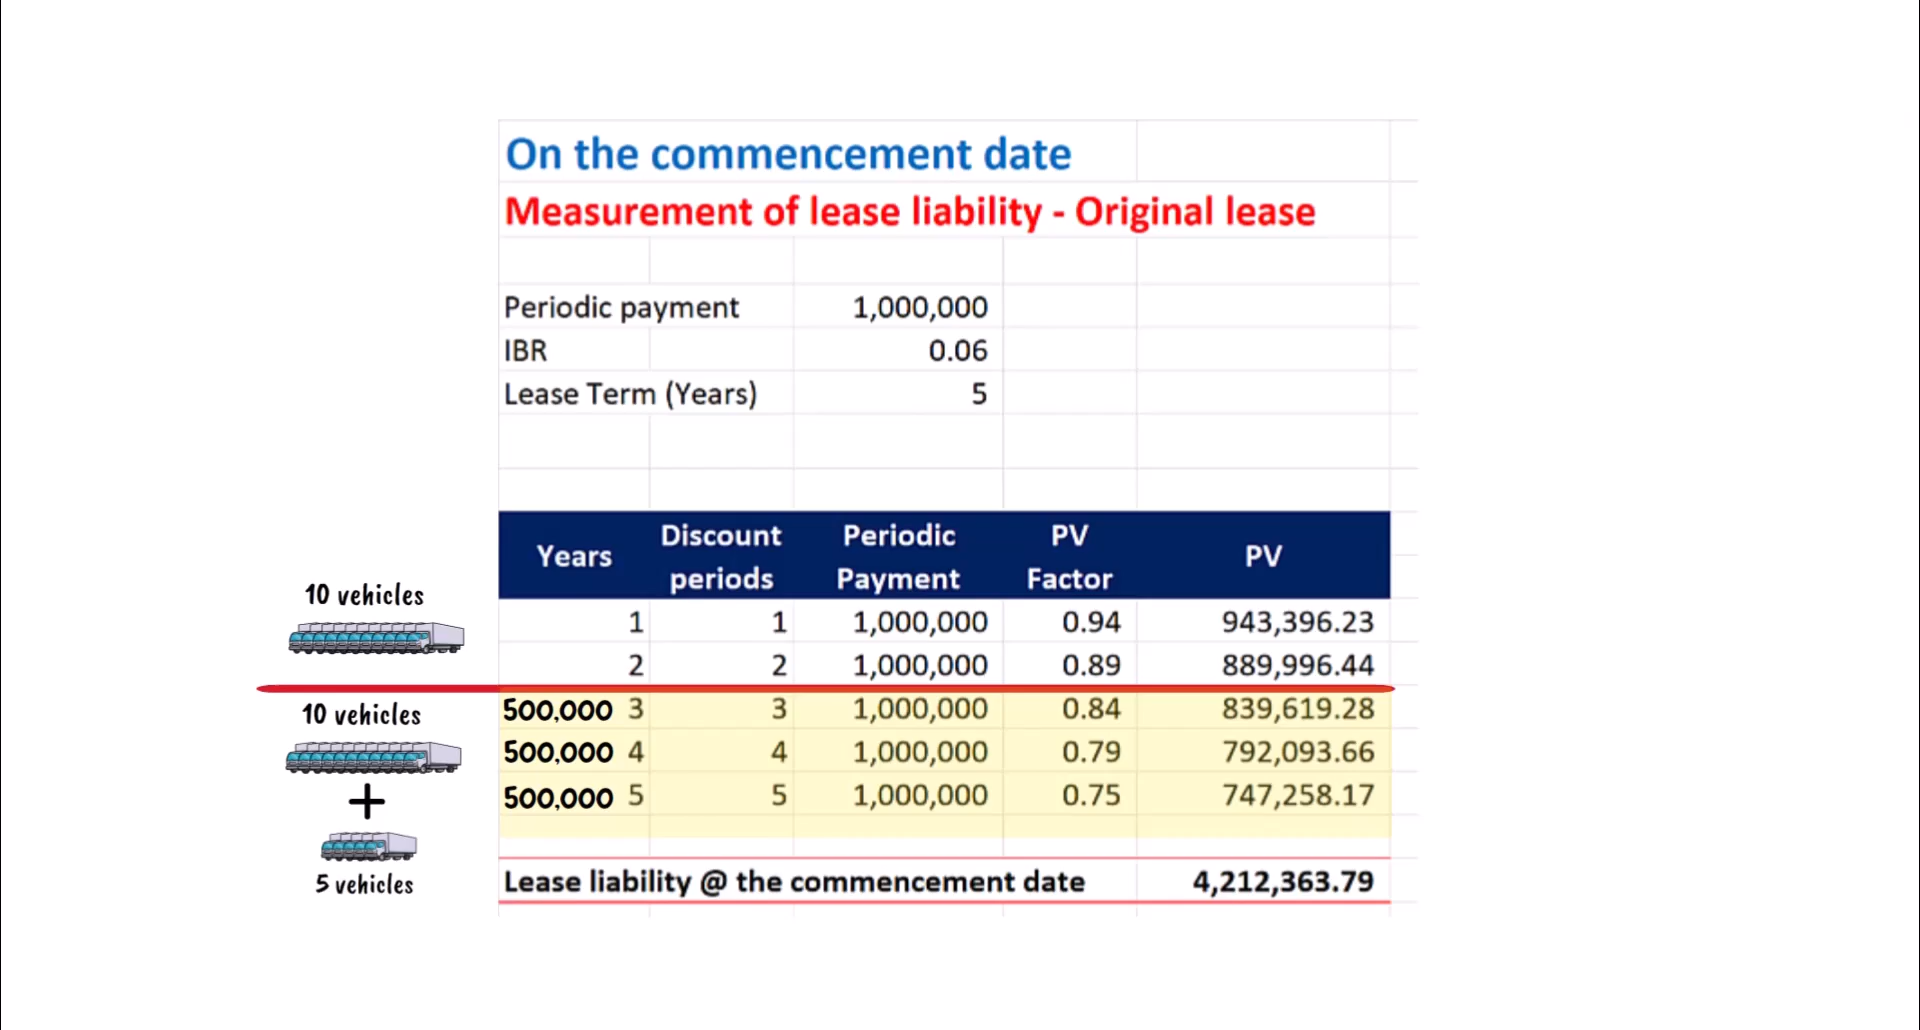 On the commencement date
Measurement of lease liability - Original lease
Periodic payment 1,000,000
IBR 0.06
Lease Term (Years) 5
Years Discount periods Periodic Payment PV Factor PV
10 vehicles
1 1 1,000,000 0.94 943,396.23
2 2 1,000,000 0.89 889,996.44
10 vehicles
500,000 3 3 1,000,000 0.84 839,619.28
500,000 4 4 1,000,000 0.79 792,093.66
500,000 5 5 1,000,000 0.75 747,258.17
+
5 vehicles
Lease liability @ the commencement date 4,212,363.79